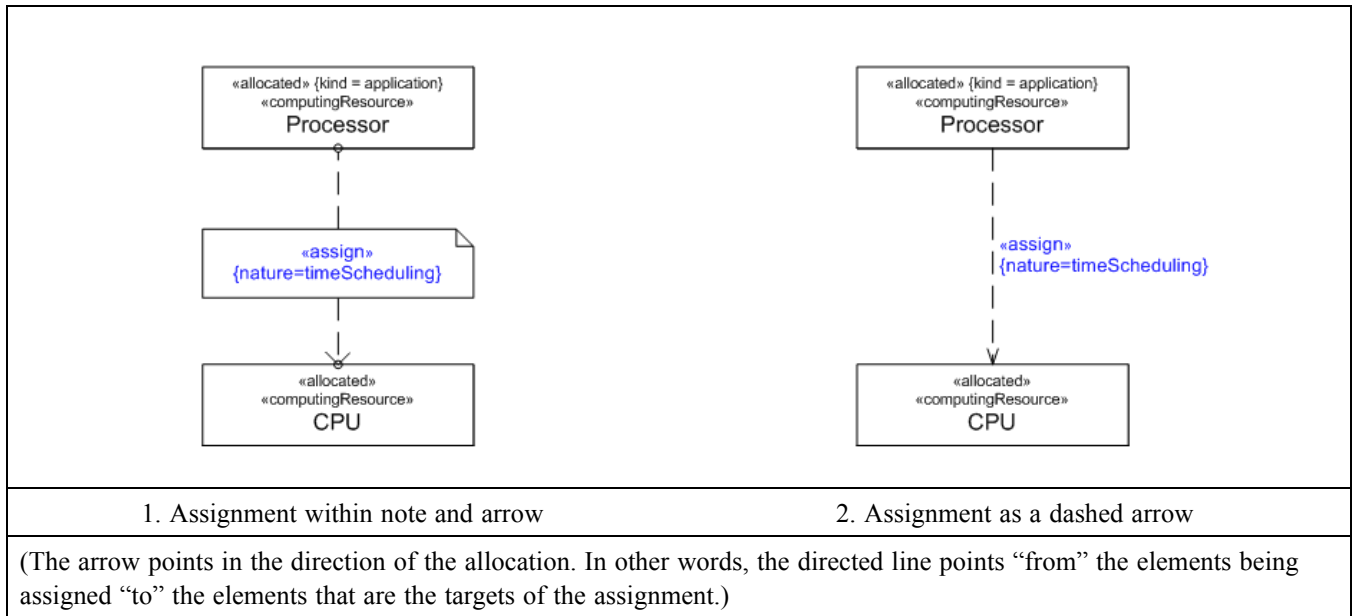 «allocated» {kind = application}
«computingResource»
Processor
«assign»
{nature=timeScheduling}
«allocated»
«computingResource»
CPU
«allocated» {kind = application}
«computingResource»
Processor
«assign»
{nature=timeScheduling}
«allocated»
«computingResource»
CPU
1. Assignment within note and arrow
2. Assignment as a dashed arrow
(The arrow points in the direction of the allocation. In other words, the directed line points “from” the elements being
assigned “to” the elements that are the targets of the assignment.)